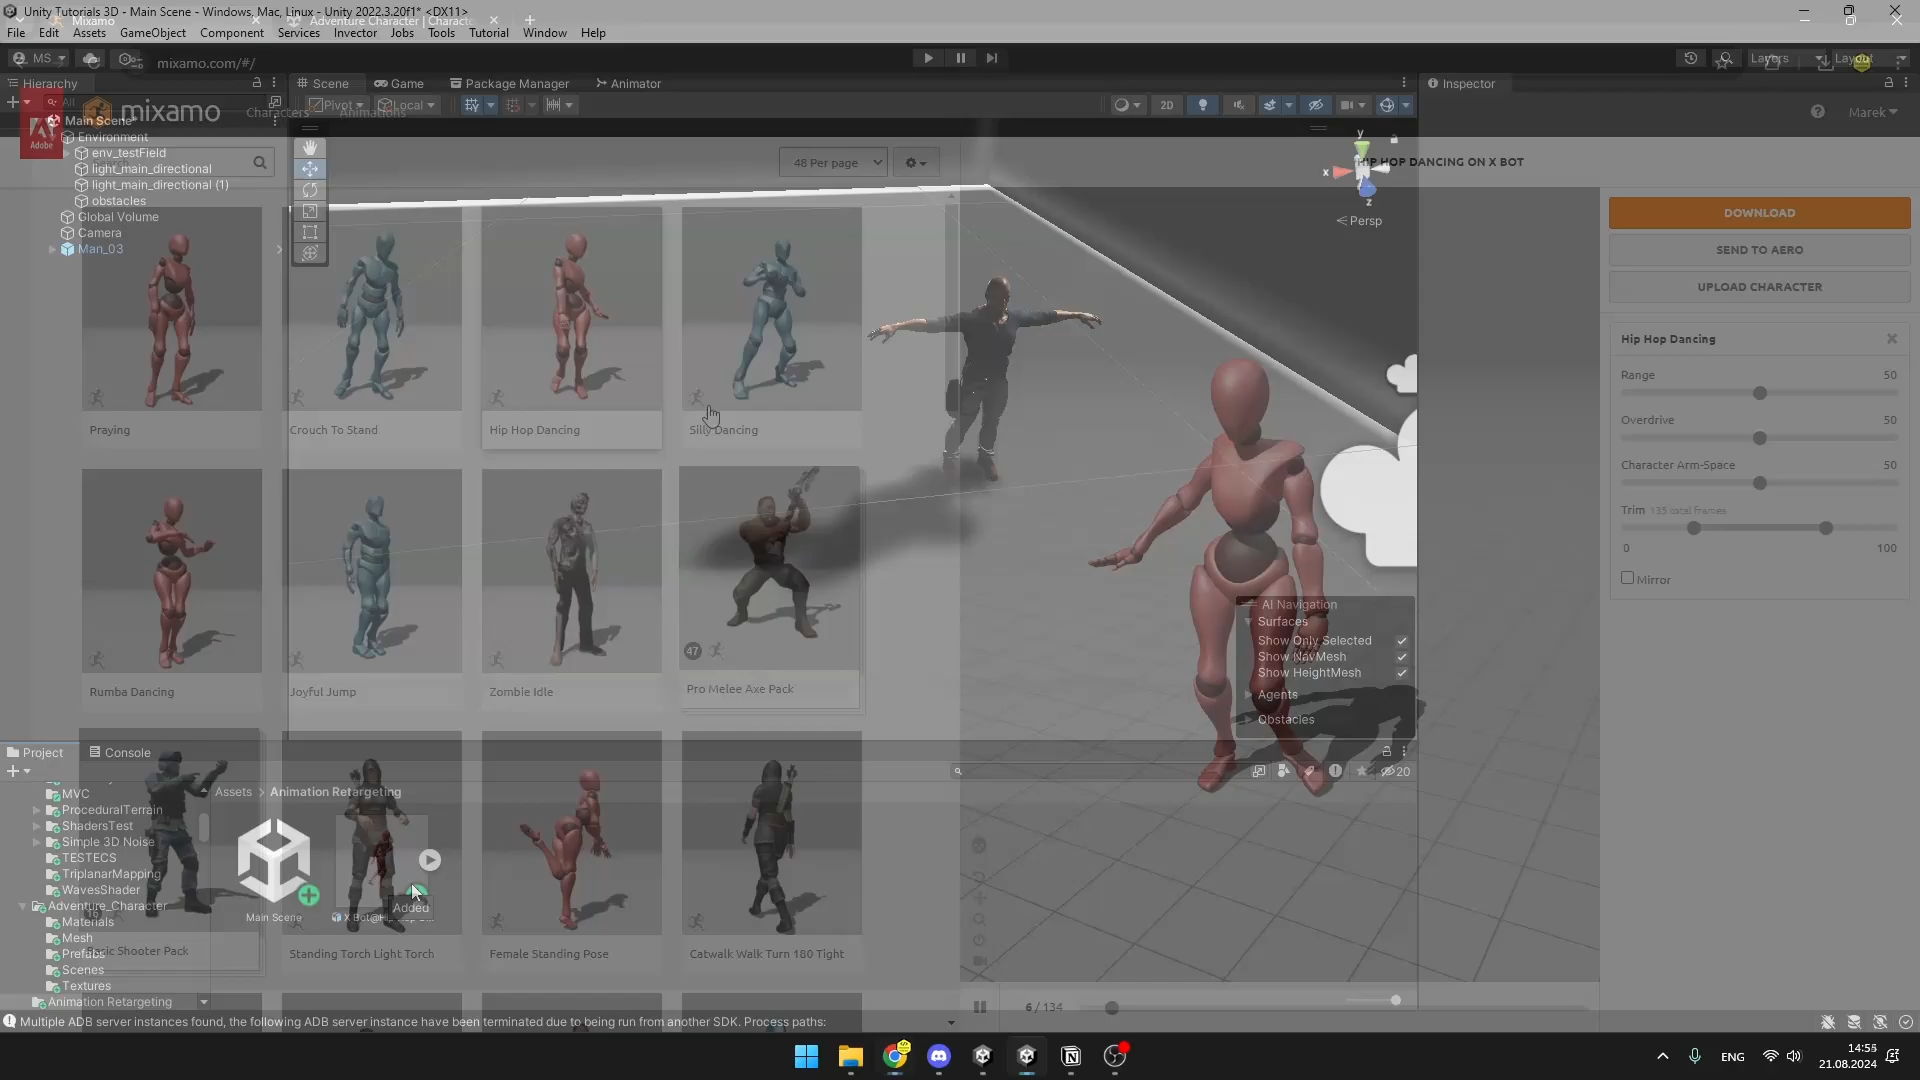 Unity Tutorials 3D - Main Scene - Windows, Mac, Linux - Unity 2022.3.20f1* <DX11>
Mixamo
Adventure Character | Characte
File Edit Assets GameObject Component Services Invector Jobs Tools Tutorial Window Help
MS
mixamo.com/#/
Layers
Layout
Hierarchy
Scene
Game
Package Manager
Animator
Inspector
All
Pivot
Local
2D
Adobe
mixamo
Characters
Animations
Marek
Main Scene*
Environment
env_testField
light_main_directional
light_main_directional (1)
obstacles
Global Volume
Camera
Man_03
48 Per page
HIP HOP DANCING ON X BOT
y
x
z
Persp
DOWNLOAD
SEND TO AERO
UPLOAD CHARACTER
Hip Hop Dancing
Range 50
Overdrive 50
Character Arm-Space 50
Trim 135 total frames
0 100
Mirror
Praying
Crouch To Stand
Hip Hop Dancing
Silly Dancing
47
Rumba Dancing
Joyful Jump
Zombie Idle
Pro Melee Axe Pack
AI Navigation
Surfaces
Show Only Selected
Show NavMesh
Show HeightMesh
Agents
Obstacles
Project
Console
20
Assets > Animation Retargeting
MVC
ProceduralTerrain
ShadersTest
Simple 3D Noise
TESTECS
TriplanarMapping
WavesShader
Adventure_Character
Materials
Mesh
Prefabs
Scenes
Textures
Animation Retargeting
16
Main Scene
Added
Basic Shooter Pack
Standing Torch Light Torch
Female Standing Pose
Catwalk Walk Turn 180 Tight
6 / 134
Multiple ADB server instances found, the following ADB server instance have been terminated due to being run from another SDK. Process paths:
ENG
14:55
21.08.2024